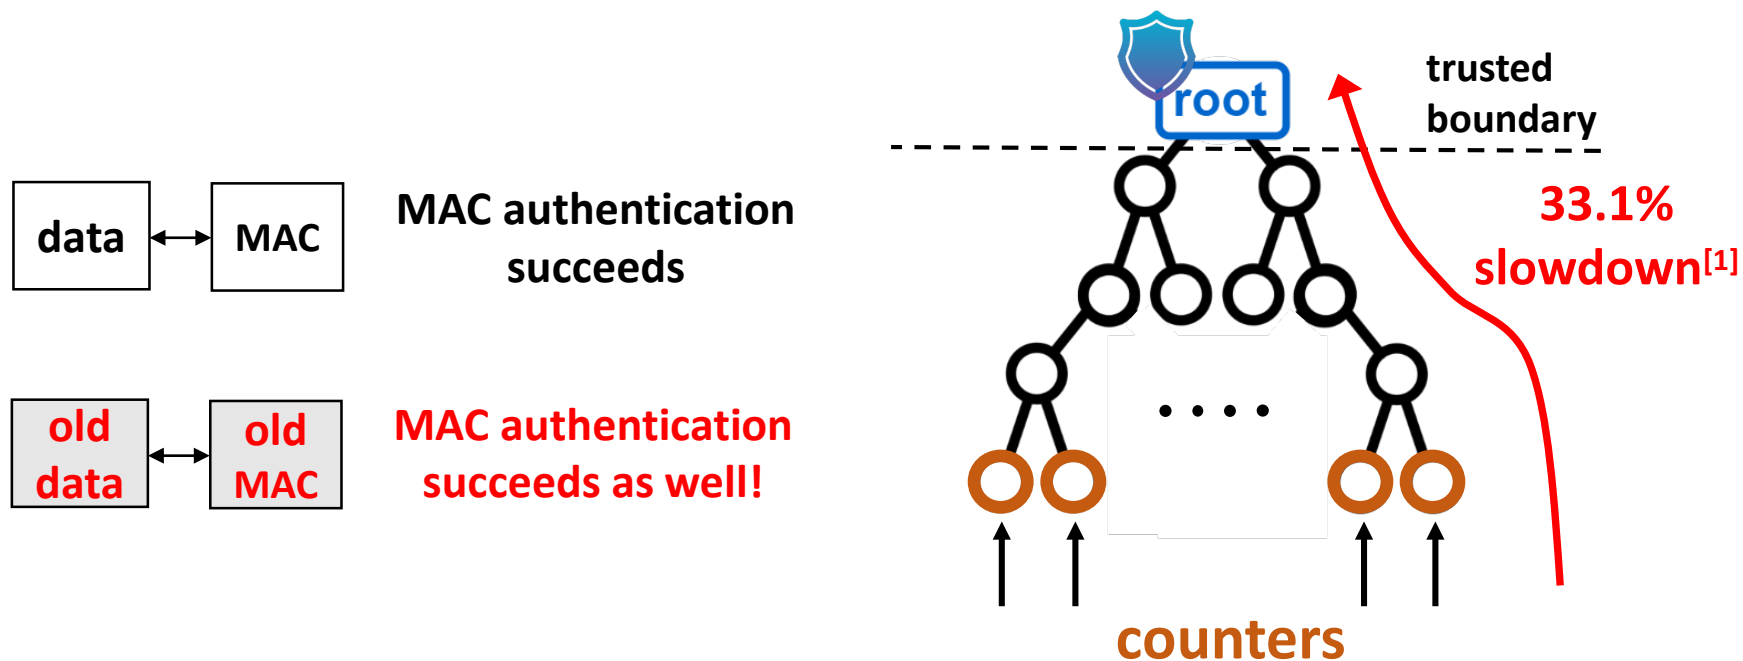 data
MAC
MAC authentication
succeeds
old
data
old
MAC
MAC authentication
succeeds as well!
root
trusted
boundary
33.1%
slowdown[1]
counters